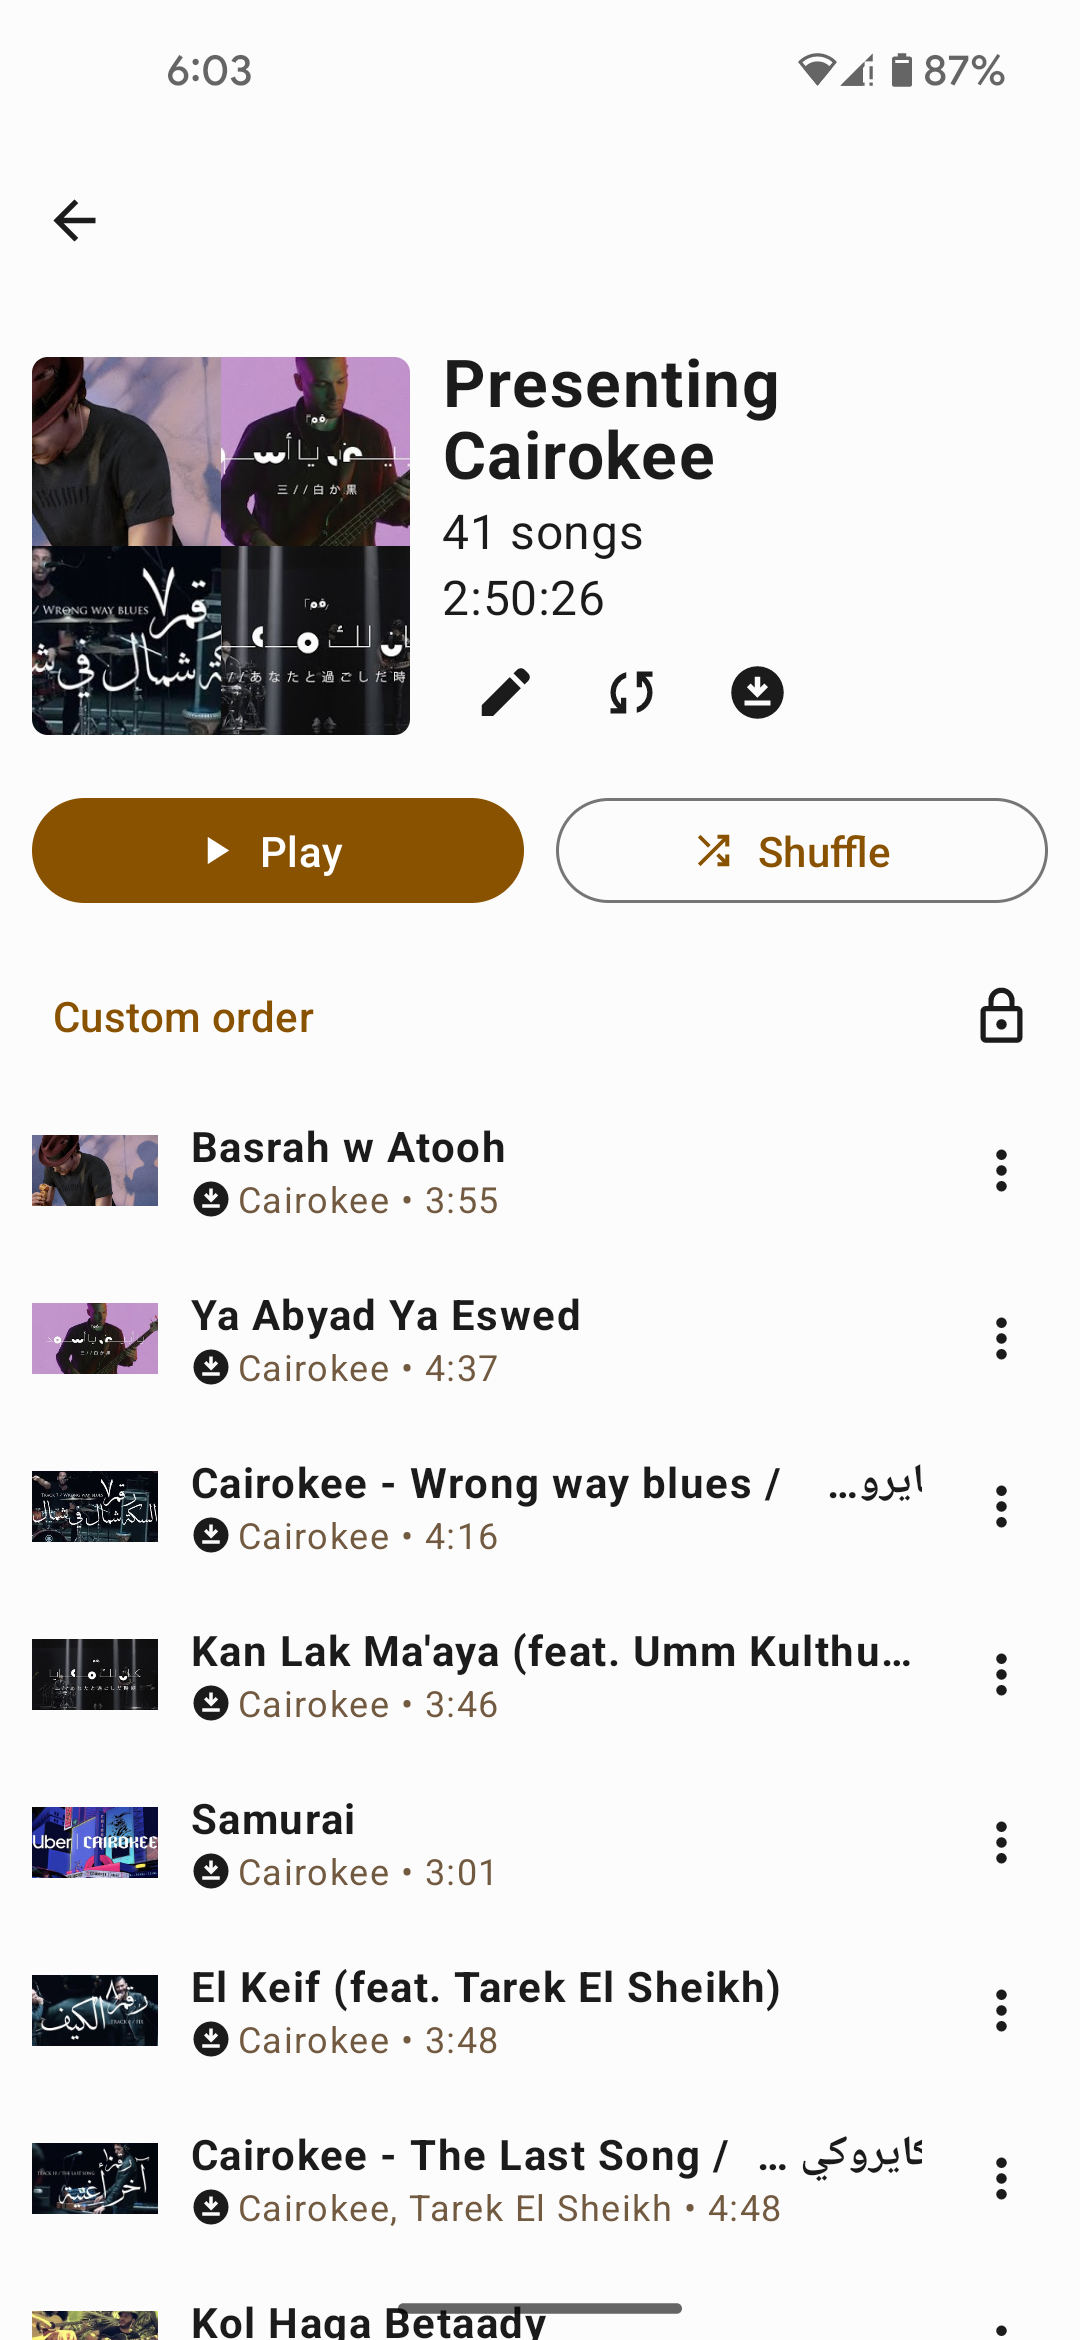 6:03
87%
Presenting
Cairokee
41 songs
2:50:26
Play
Shuffle
Custom order
Basrah w Atooh
Cairokee • 3:55
Ya Abyad Ya Eswed
Cairokee • 4:37
Cairokee - Wrong way blues / ايرو...
Cairokee • 4:16
Kan Lak Ma'aya (feat. Umm Kulthu...
Cairokee • 3:46
Uber | CAIROKEE
Samurai
Cairokee • 3:01
El Keif (feat. Tarek El Sheikh)
Cairokee • 3:48
Cairokee - The Last Song / كايروكي ...
Cairokee, Tarek El Sheikh • 4:48
Kol Haga Betaady